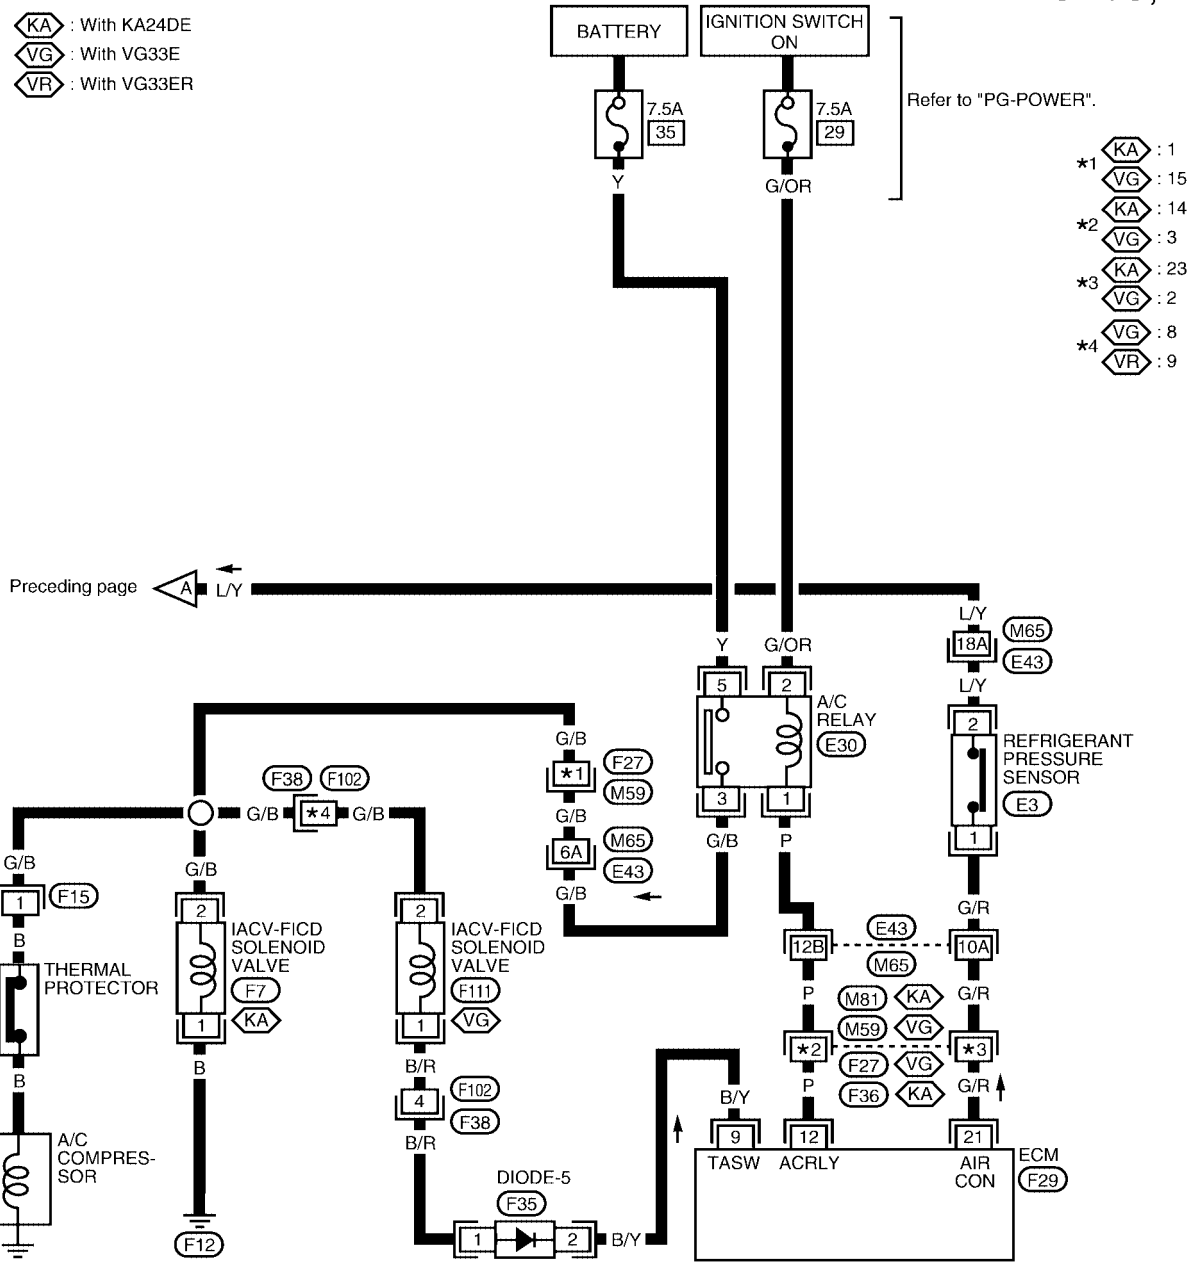 KA : With KA24DE
VG : With VG33E
VR : With VG33ER
BATTERY
IGNITION SWITCH
ON
7.5A
35
7.5A
29
Refer to "PG-POWER".
Y
G/OR
*1 KA : 1
VG : 15
*2 KA : 14
VG : 3
*3 KA : 23
VG : 2
*4 VG : 8
VR : 9
Preceding page
A
L/Y
L/Y
18A
M65
E43
L/Y
Y
G/OR
5
2
A/C
RELAY
E30
3
1
G/B
P
2
REFRIGERANT
PRESSURE
SENSOR
E3
1
G/B
*1
F27
M59
G/B
6A
M65
E43
G/B
F38
F102
G/B
*4
G/B
G/B
1
F15
B
THERMAL
PROTECTOR
B
A/C
COMPRES-
SOR
G/B
2
IACV-FICD
SOLENOID
VALVE
F7
KA
1
B
F12
2
IACV-FICD
SOLENOID
VALVE
F111
VG
1
B/R
4
F102
F38
B/R
DIODE-5
F35
1
2
B/Y
B/Y
G/R
12B
E43
M65
10A
P
M81 KA
M59 VG
G/R
*2
*3
P
F27 VG
F36 KA
G/R
9
12
21
TASW
ACRLY
AIR
CON
ECM
F29